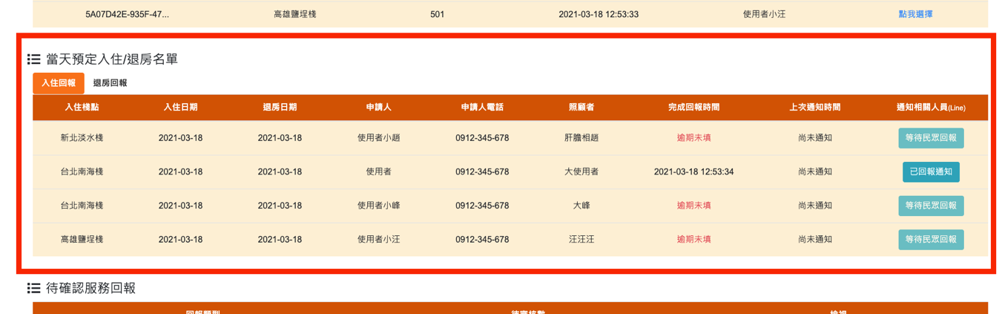 5A07D42E-935F-47... 高雄鹽埕棧 501 2021-03-18 12:53:33 使用者小汪 點我選擇
當天預定入住/退房名單
入住回報 退房回報
入住棧點 入住日期 退房日期 申請人 申請人電話 照顧者 完成回報時間 上次通知時間 通知相關人員(Line)
新北淡水棧 2021-03-18 2021-03-18 使用者小趙 0912-345-678 肝膽相趙 逾期未填 尚未通知 等待民眾回報
台北南海棧 2021-03-18 2021-03-18 使用者 0912-345-678 大使用者 2021-03-18 12:53:34 尚未通知 已回報通知
台北南海棧 2021-03-18 2021-03-18 使用者小峰 0912-345-678 大峰 逾期未填 尚未通知 等待民眾回報
高雄鹽埕棧 2021-03-18 2021-03-18 使用者小汪 0912-345-678 汪汪汪 逾期未填 尚未通知 等待民眾回報
待確認服務回報
回報類型 待審核數 檢視